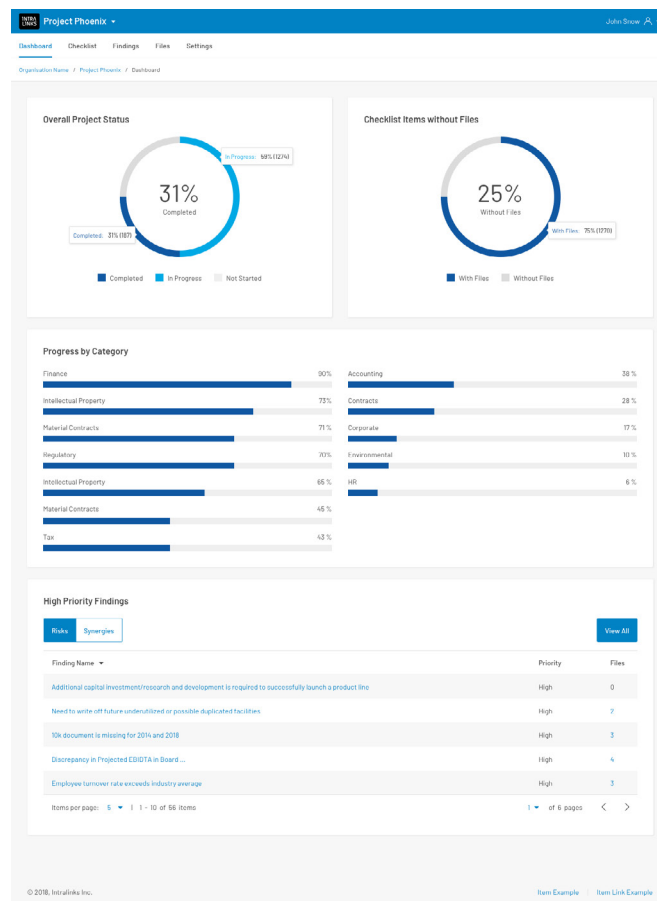 INTRA LINKS Project Phoenix John Snow
Dashboard Checklist Findings Files Settings
Organisation Name / Project Phoenix / Dashboard
Overall Project Status
In Progress: 69% (1274)
31%
Completed
Completed: 31% (187)
Completed In Progress Not Started
Checklist Items without Files
25%
Without Files
With Files: 75% (1270)
With Files Without Files
Progress by Category
Finance 90%
Intellectual Property 73%
Material Contracts 71 %
Regulatory 70%
Intellectual Property 65 %
Material Contracts 45 %
Tax 43 %
Accounting 38 %
Contracts 28 %
Corporate 17 %
Environmental 10 %
HR 6 %
High Priority Findings
Risks Synergies View All
Finding Name Priority Files
Additional capital investment/research and development is required to successfully launch a product line High 0
Need to write off future underutilized or possible duplicated facilities High 2
10k document is missing for 2014 and 2018 High 3
Discrepancy in Projected EBIDTA in Board ... High 4
Employee turnover rate exceeds industry average High 3
Items per page: 5 | 1 - 10 of 56 items 1 of 6 pages
© 2018, Intralinks Inc. Item Example Item Link Example